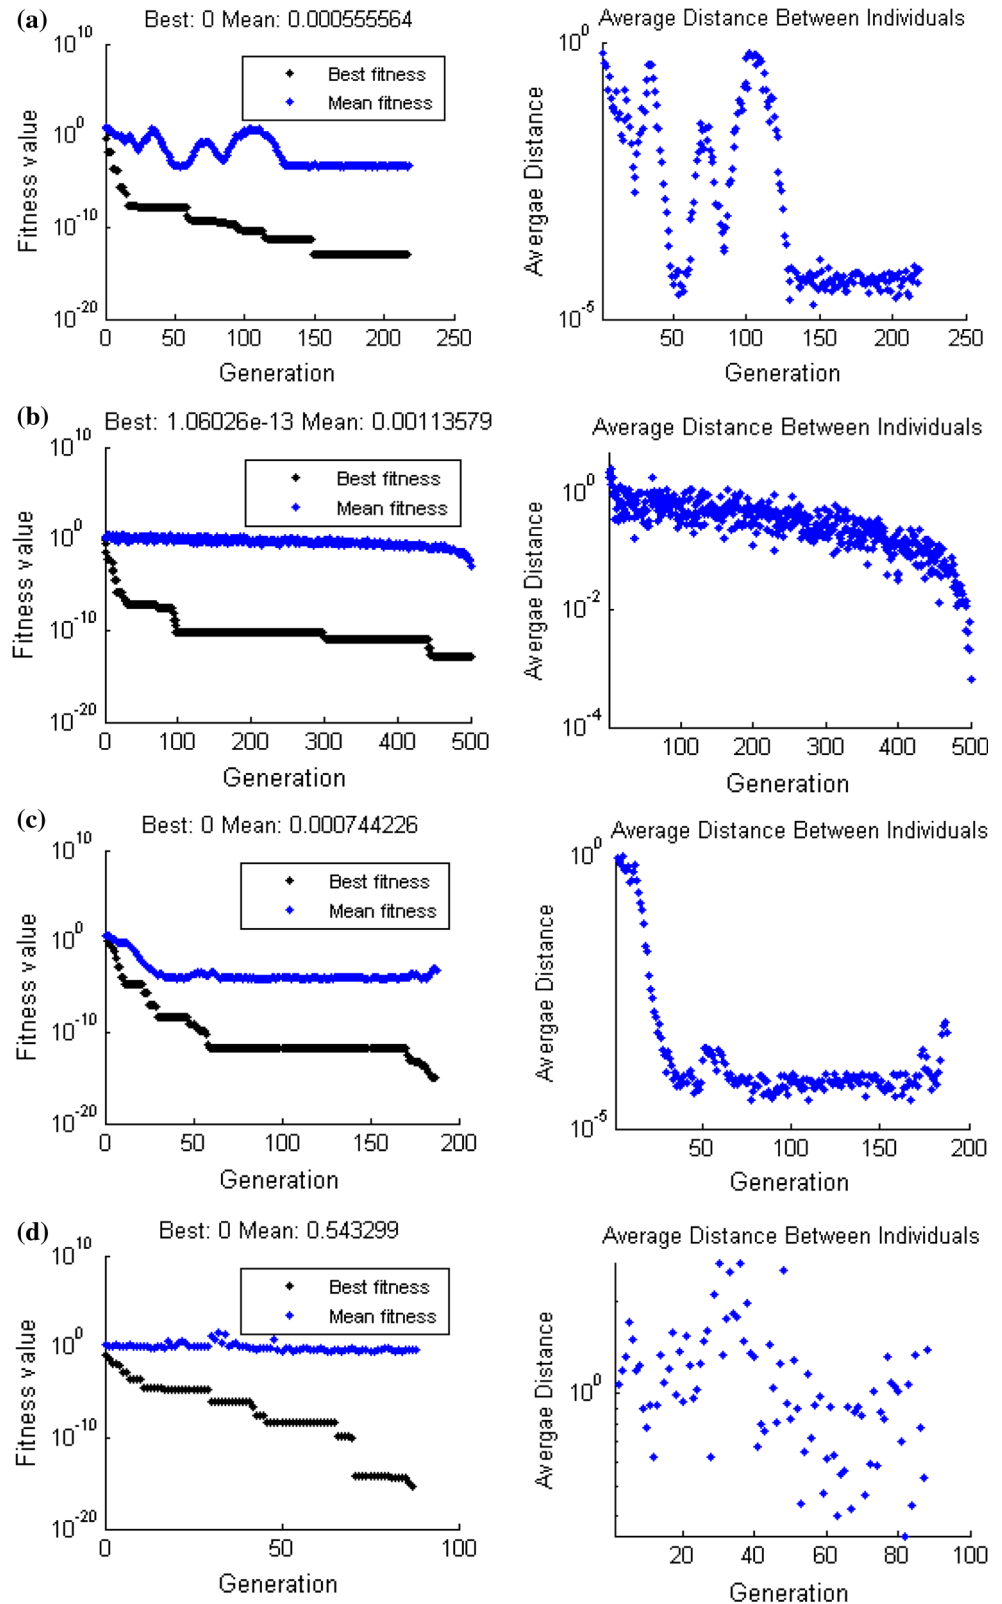 (a)
Best: 0 Mean: 0.000555564
10^10
10^0
10^-10
10^-20
Fitness value
Best fitness
Mean fitness
0 50 100 150 200 250
Generation
Average Distance Between Individuals
10^0
10^-5
Avergae Distance
50 100 150 200 250
Generation
(b)
Best: 1.06026e-13 Mean: 0.00113579
10^10
10^0
10^-10
10^-20
Fitness value
Best fitness
Mean fitness
0 100 200 300 400 500
Generation
Average Distance Between Individuals
10^0
10^-2
10^-4
Avergae Distance
100 200 300 400 500
Generation
(c)
Best: 0 Mean: 0.000744226
10^10
10^0
10^-10
10^-20
Fitness value
Best fitness
Mean fitness
0 50 100 150 200
Generation
Average Distance Between Individuals
10^0
10^-5
Avergae Distance
50 100 150 200
Generation
(d)
Best: 0 Mean: 0.543299
10^10
10^0
10^-10
10^-20
Fitness value
Best fitness
Mean fitness
0 50 100
Generation
Average Distance Between Individuals
10^0
Avergae Distance
20 40 60 80 100
Generation